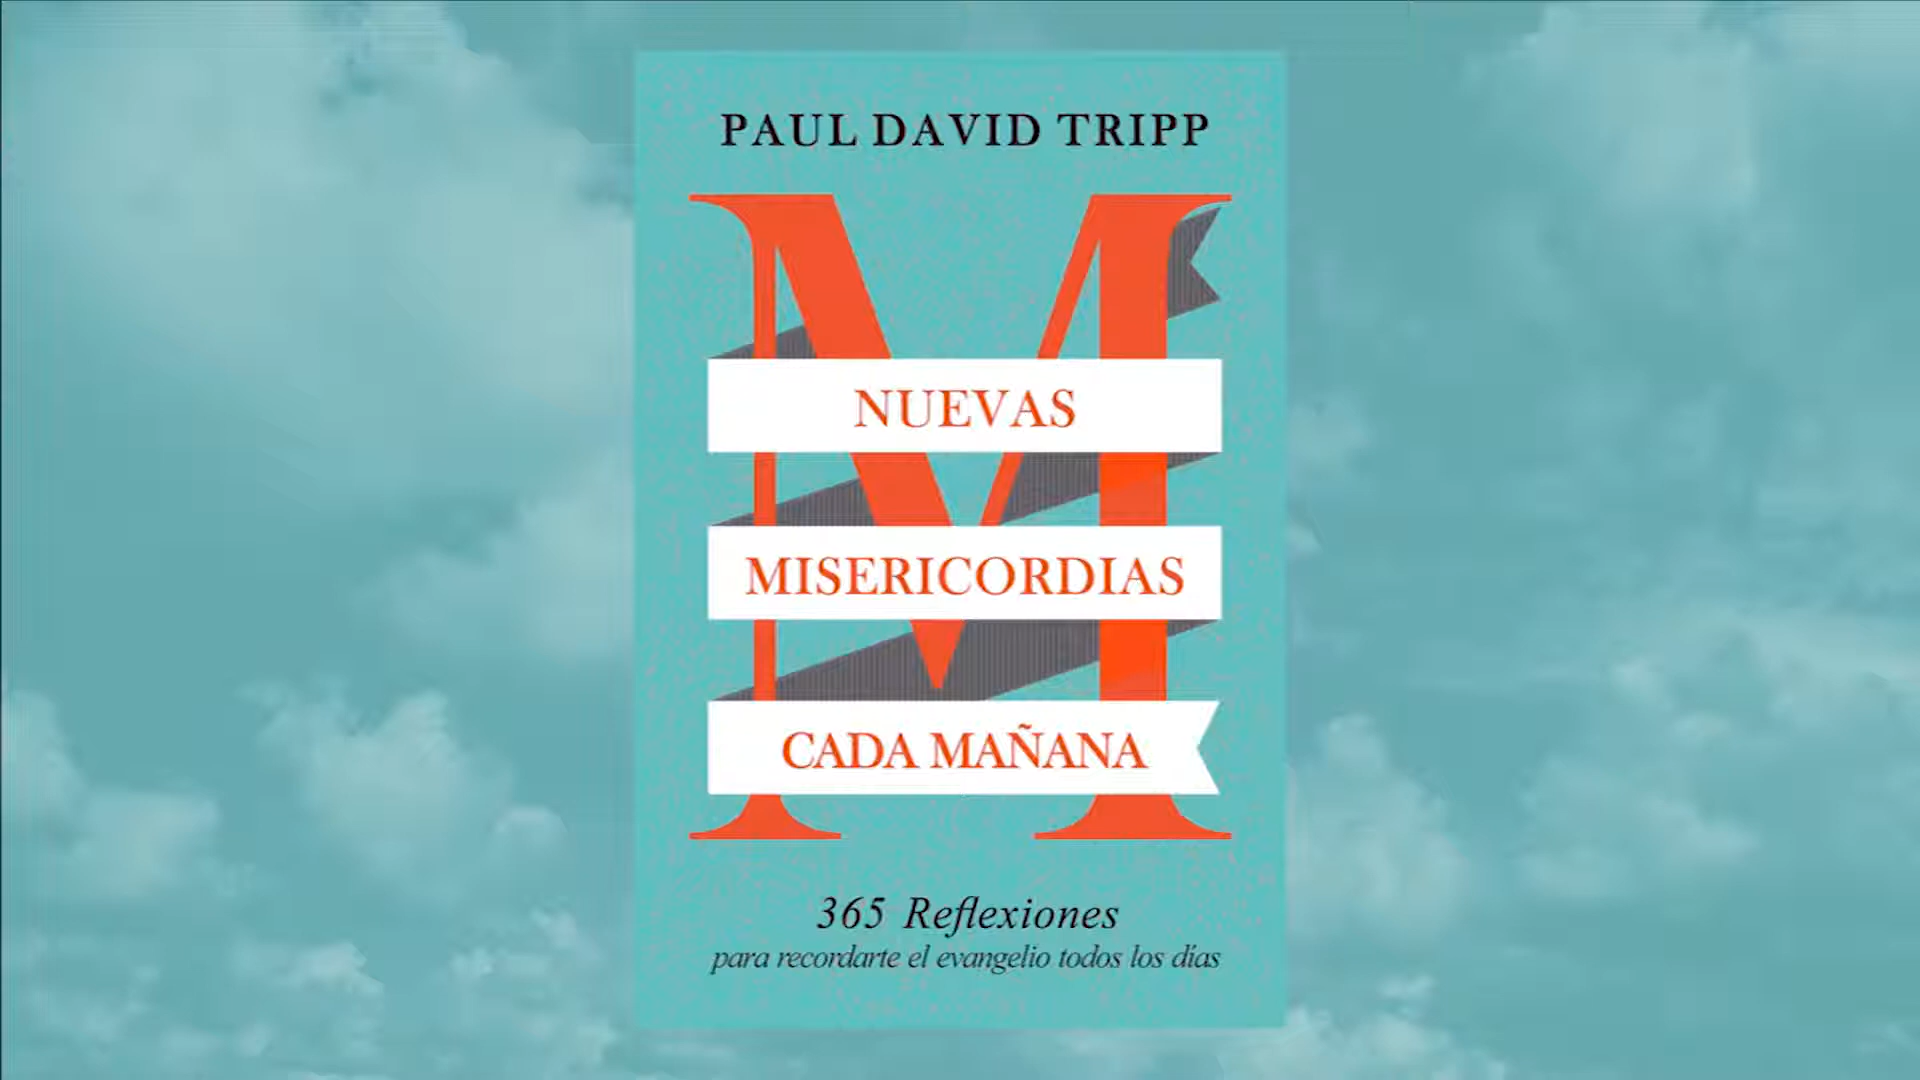 PAUL DAVID TRIPP
NUEVAS
MISERICORDIAS
CADA MAÑANA
365 Reflexiones
para recordarte el evangelio todos los días